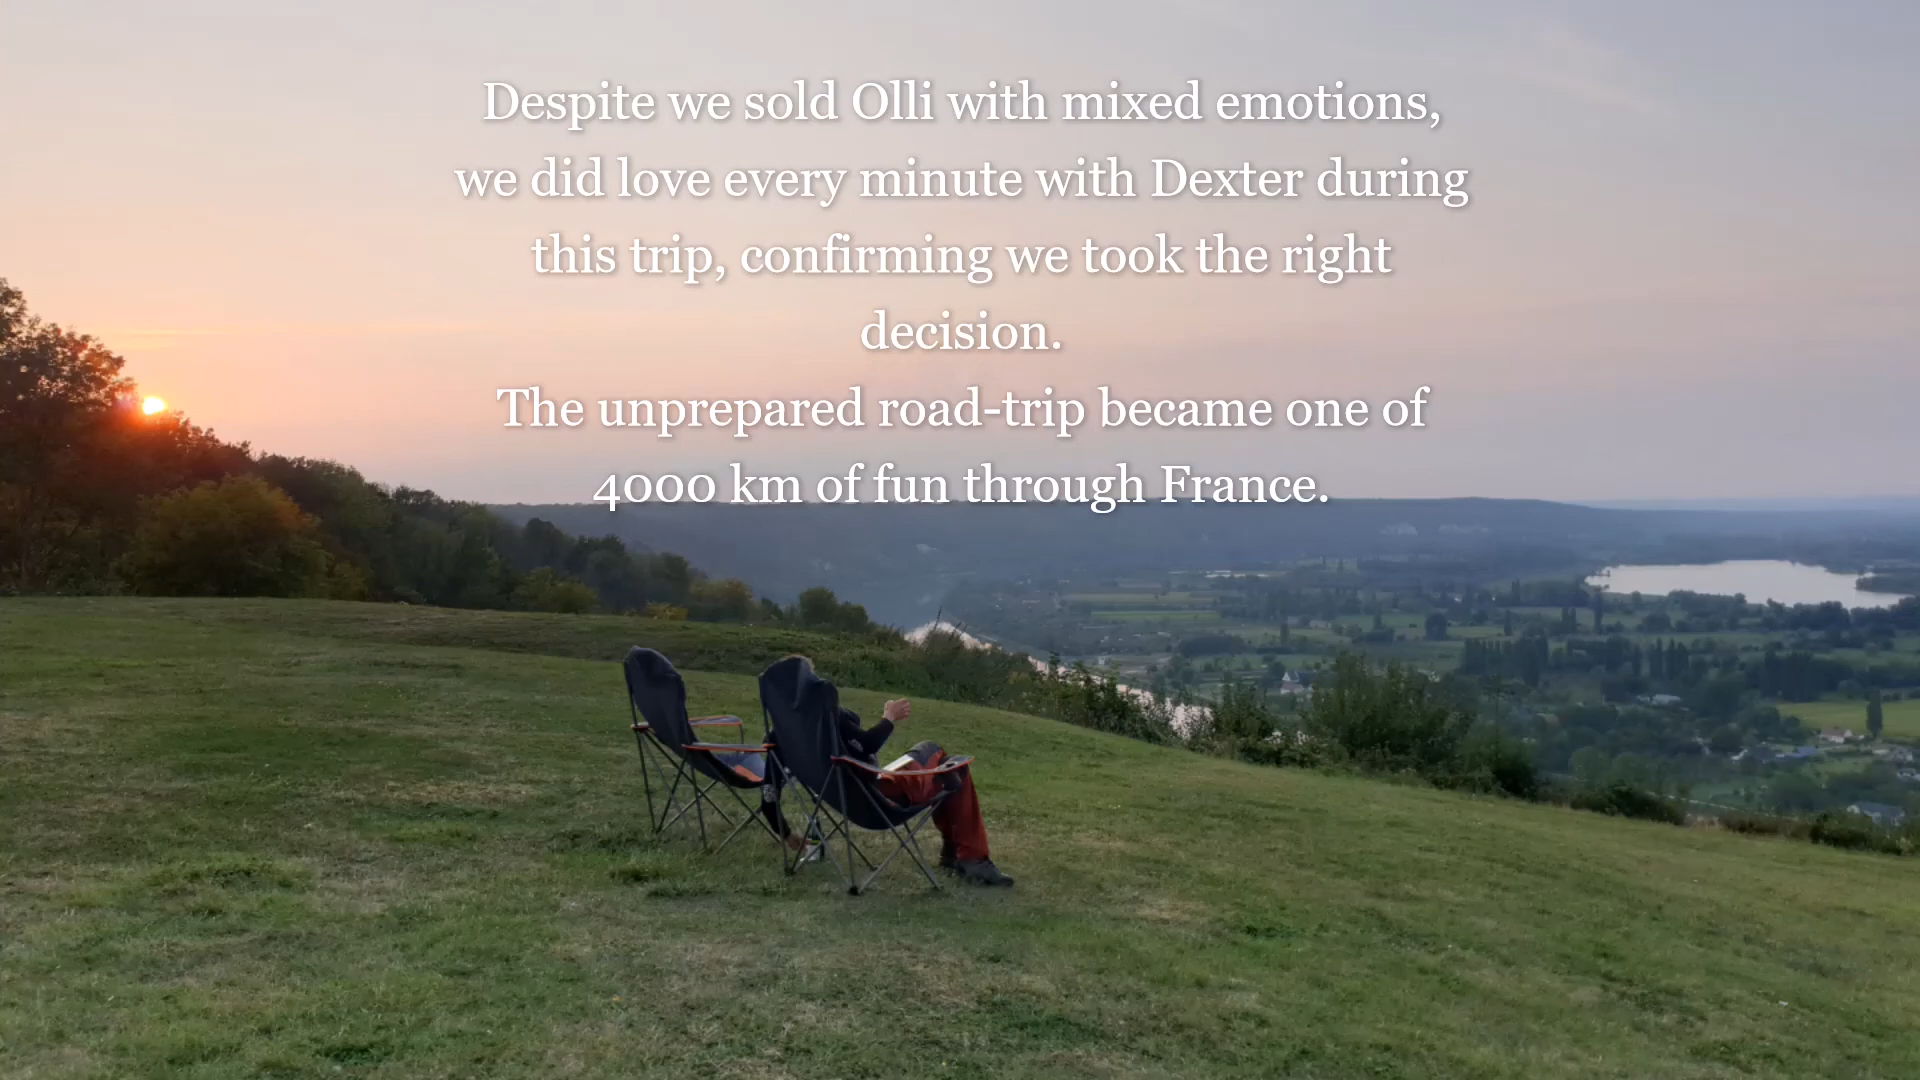 Despite we sold Olli with mixed emotions,
we did love every minute with Dexter during
this trip, confirming we took the right
decision.
The unprepared road-trip became one of
4000 km of fun through France.